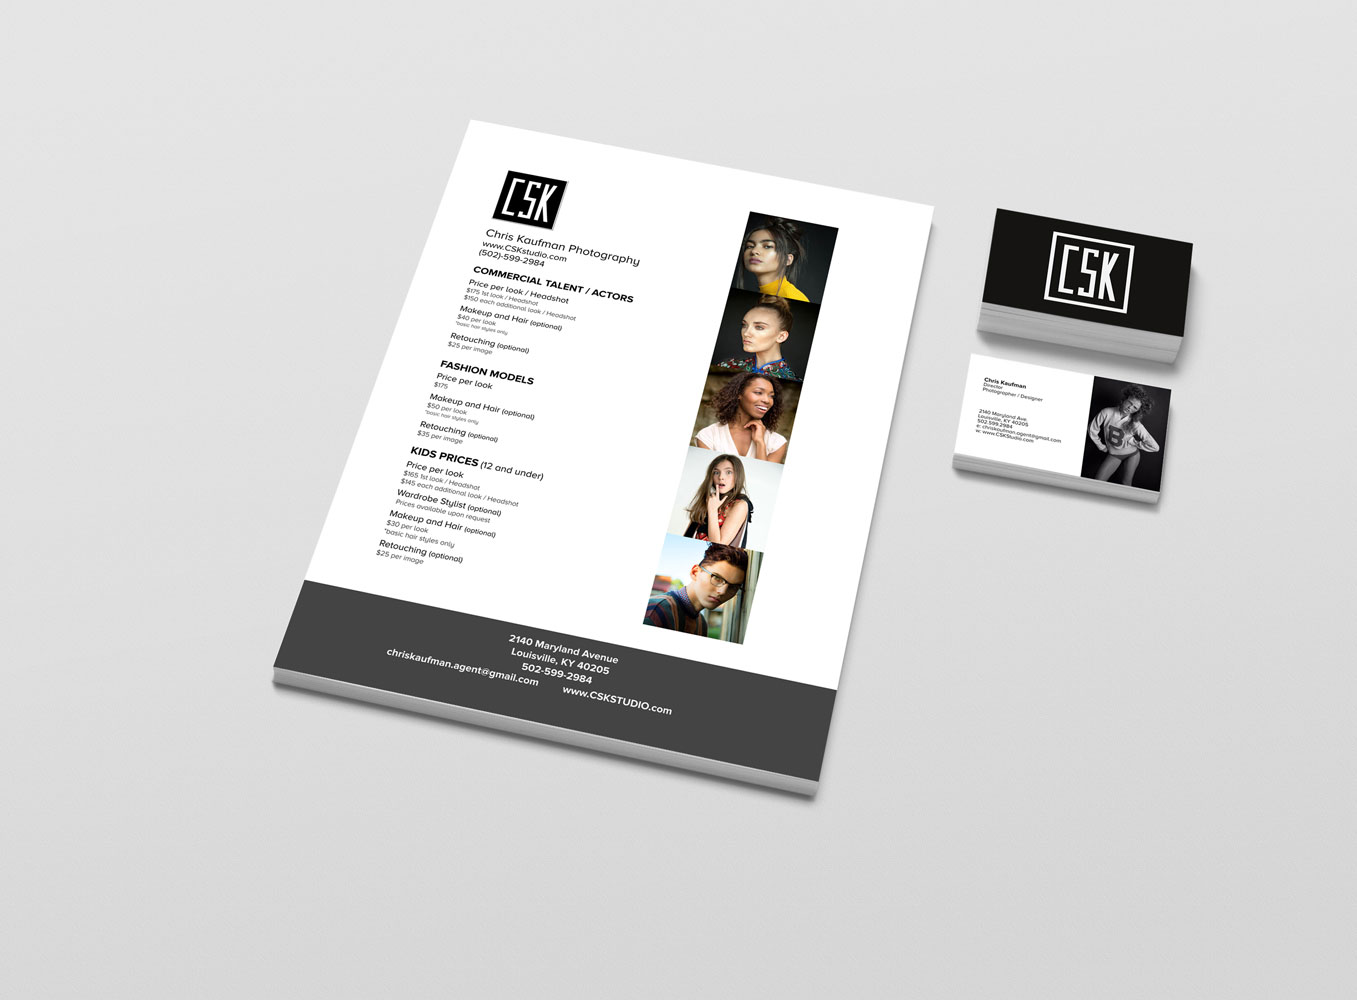 CSK
Chris Kaufman Photography
www.CSKstudio.com
(502)-599-2984
COMMERCIAL TALENT / ACTORS
Price per look / Headshot
$175 1st look / Headshot
$150 each additional look / Headshot
Makeup and Hair (optional)
$40 per look
*basic hair styles only
Retouching (optional)
$25 per image
FASHION MODELS
Price per look
$175
Makeup and Hair (optional)
$50 per look
*basic hair styles only
Retouching (optional)
$35 per image
KIDS PRICES (12 and under)
Price per look
$165 1st look / Headshot
$145 each additional look / Headshot
Wardrobe Stylist (optional)
Prices available upon request
Makeup and Hair (optional)
$30 per look
*basic hair styles only
Retouching (optional)
$25 per image
2140 Maryland Avenue
Louisville, KY 40205
502-599-2984
chriskaufman.agent@gmail.com
www.CSKSTUDIO.com
CSK
Chris Kaufman
Director
Photographer / Designer
2140 Maryland Ave.
Louisville, KY 40205
502.599.2984
e: chriskaufman.agent@gmail.com
w: www.CSKStudio.com
B